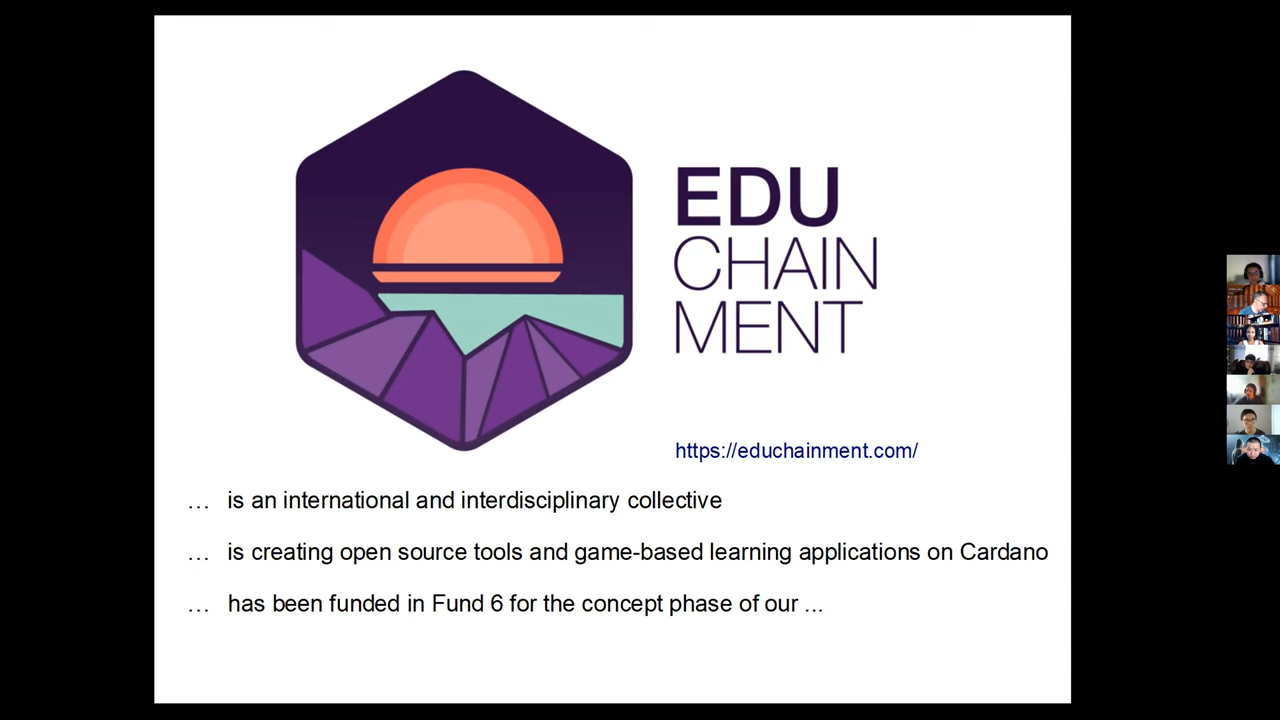 EDU
CHAIN
MENT
https://educhainment.com/
... is an international and interdisciplinary collective
... is creating open source tools and game-based learning applications on Cardano
... has been funded in Fund 6 for the concept phase of our ...